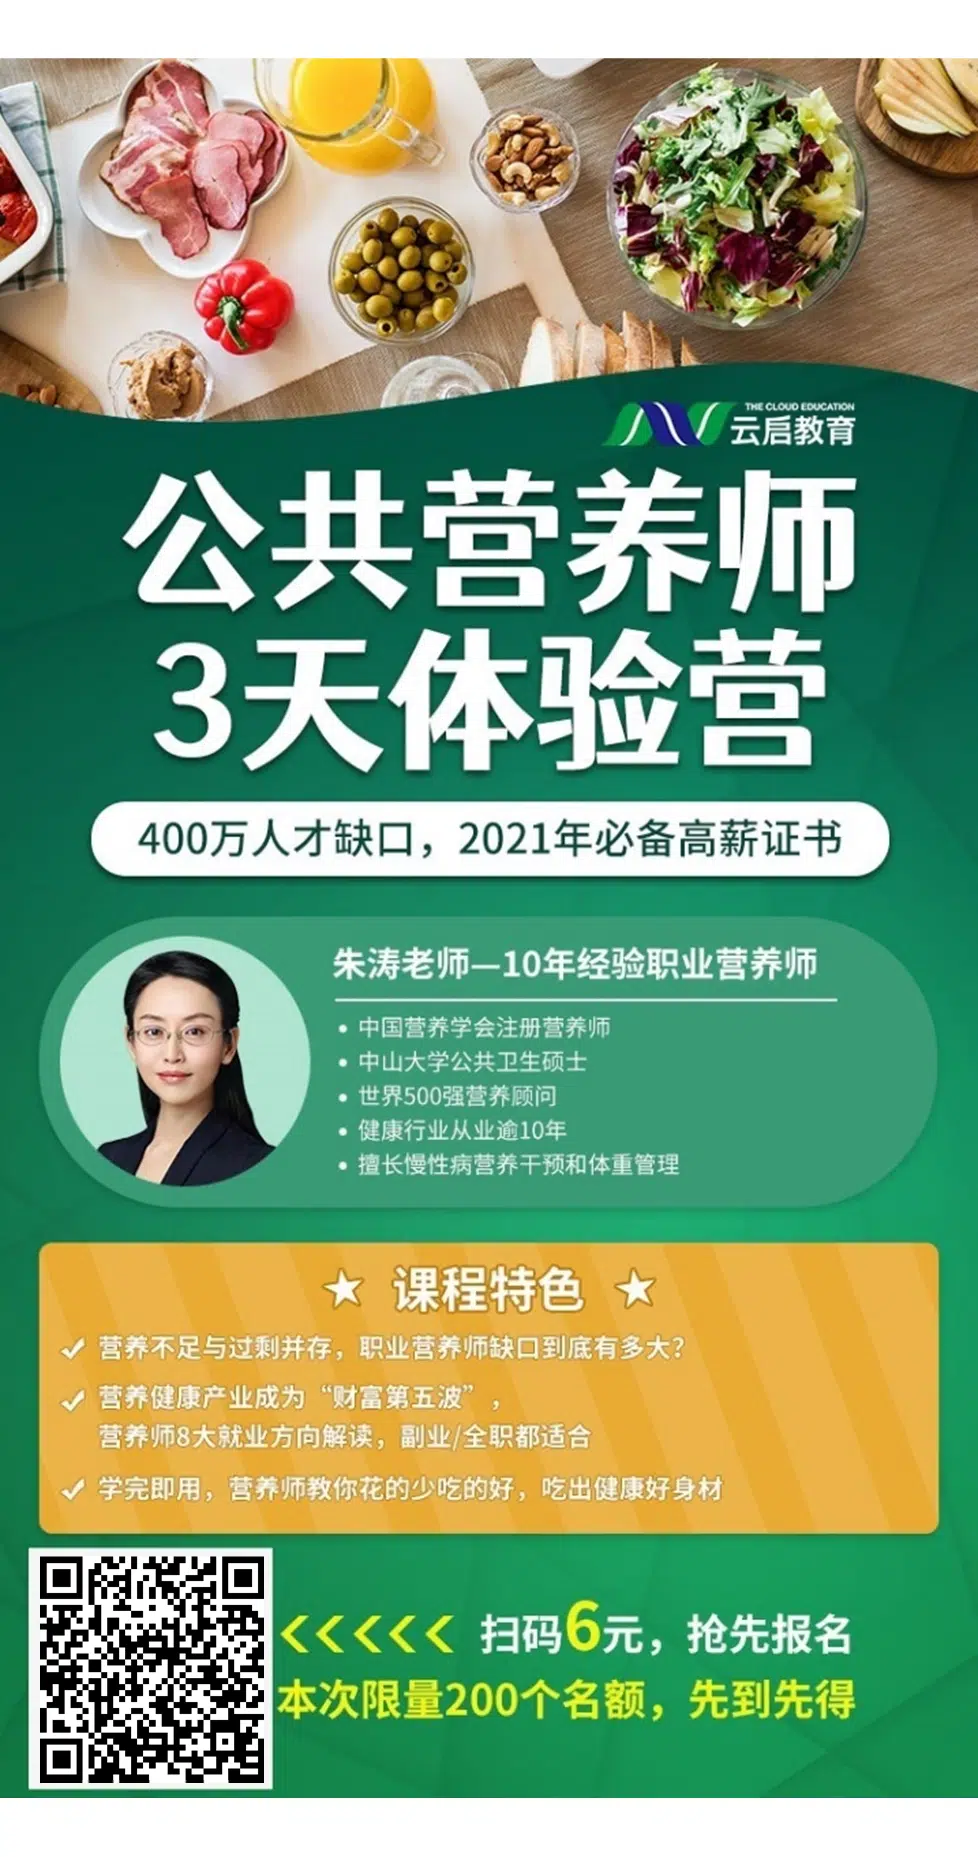 THE CLOUD EDUCATION
云启教育
公共营养师
3天体验营
400万人才缺口，2021年必备高薪证书
朱涛老师—10年经验职业营养师
• 中国营养学会注册营养师
• 中山大学公共卫生硕士
• 世界500强营养顾问
• 健康行业从业逾10年
• 擅长慢性病营养干预和体重管理
课程特色
营养不足与过剩并存，职业营养师缺口到底有多大？
营养健康产业成为“财富第五波”，
营养师8大就业方向解读，副业/全职都适合
学完即用，营养师教你花的少吃的好，吃出健康好身材
扫码6元，抢先报名
本次限量200个名额，先到先得